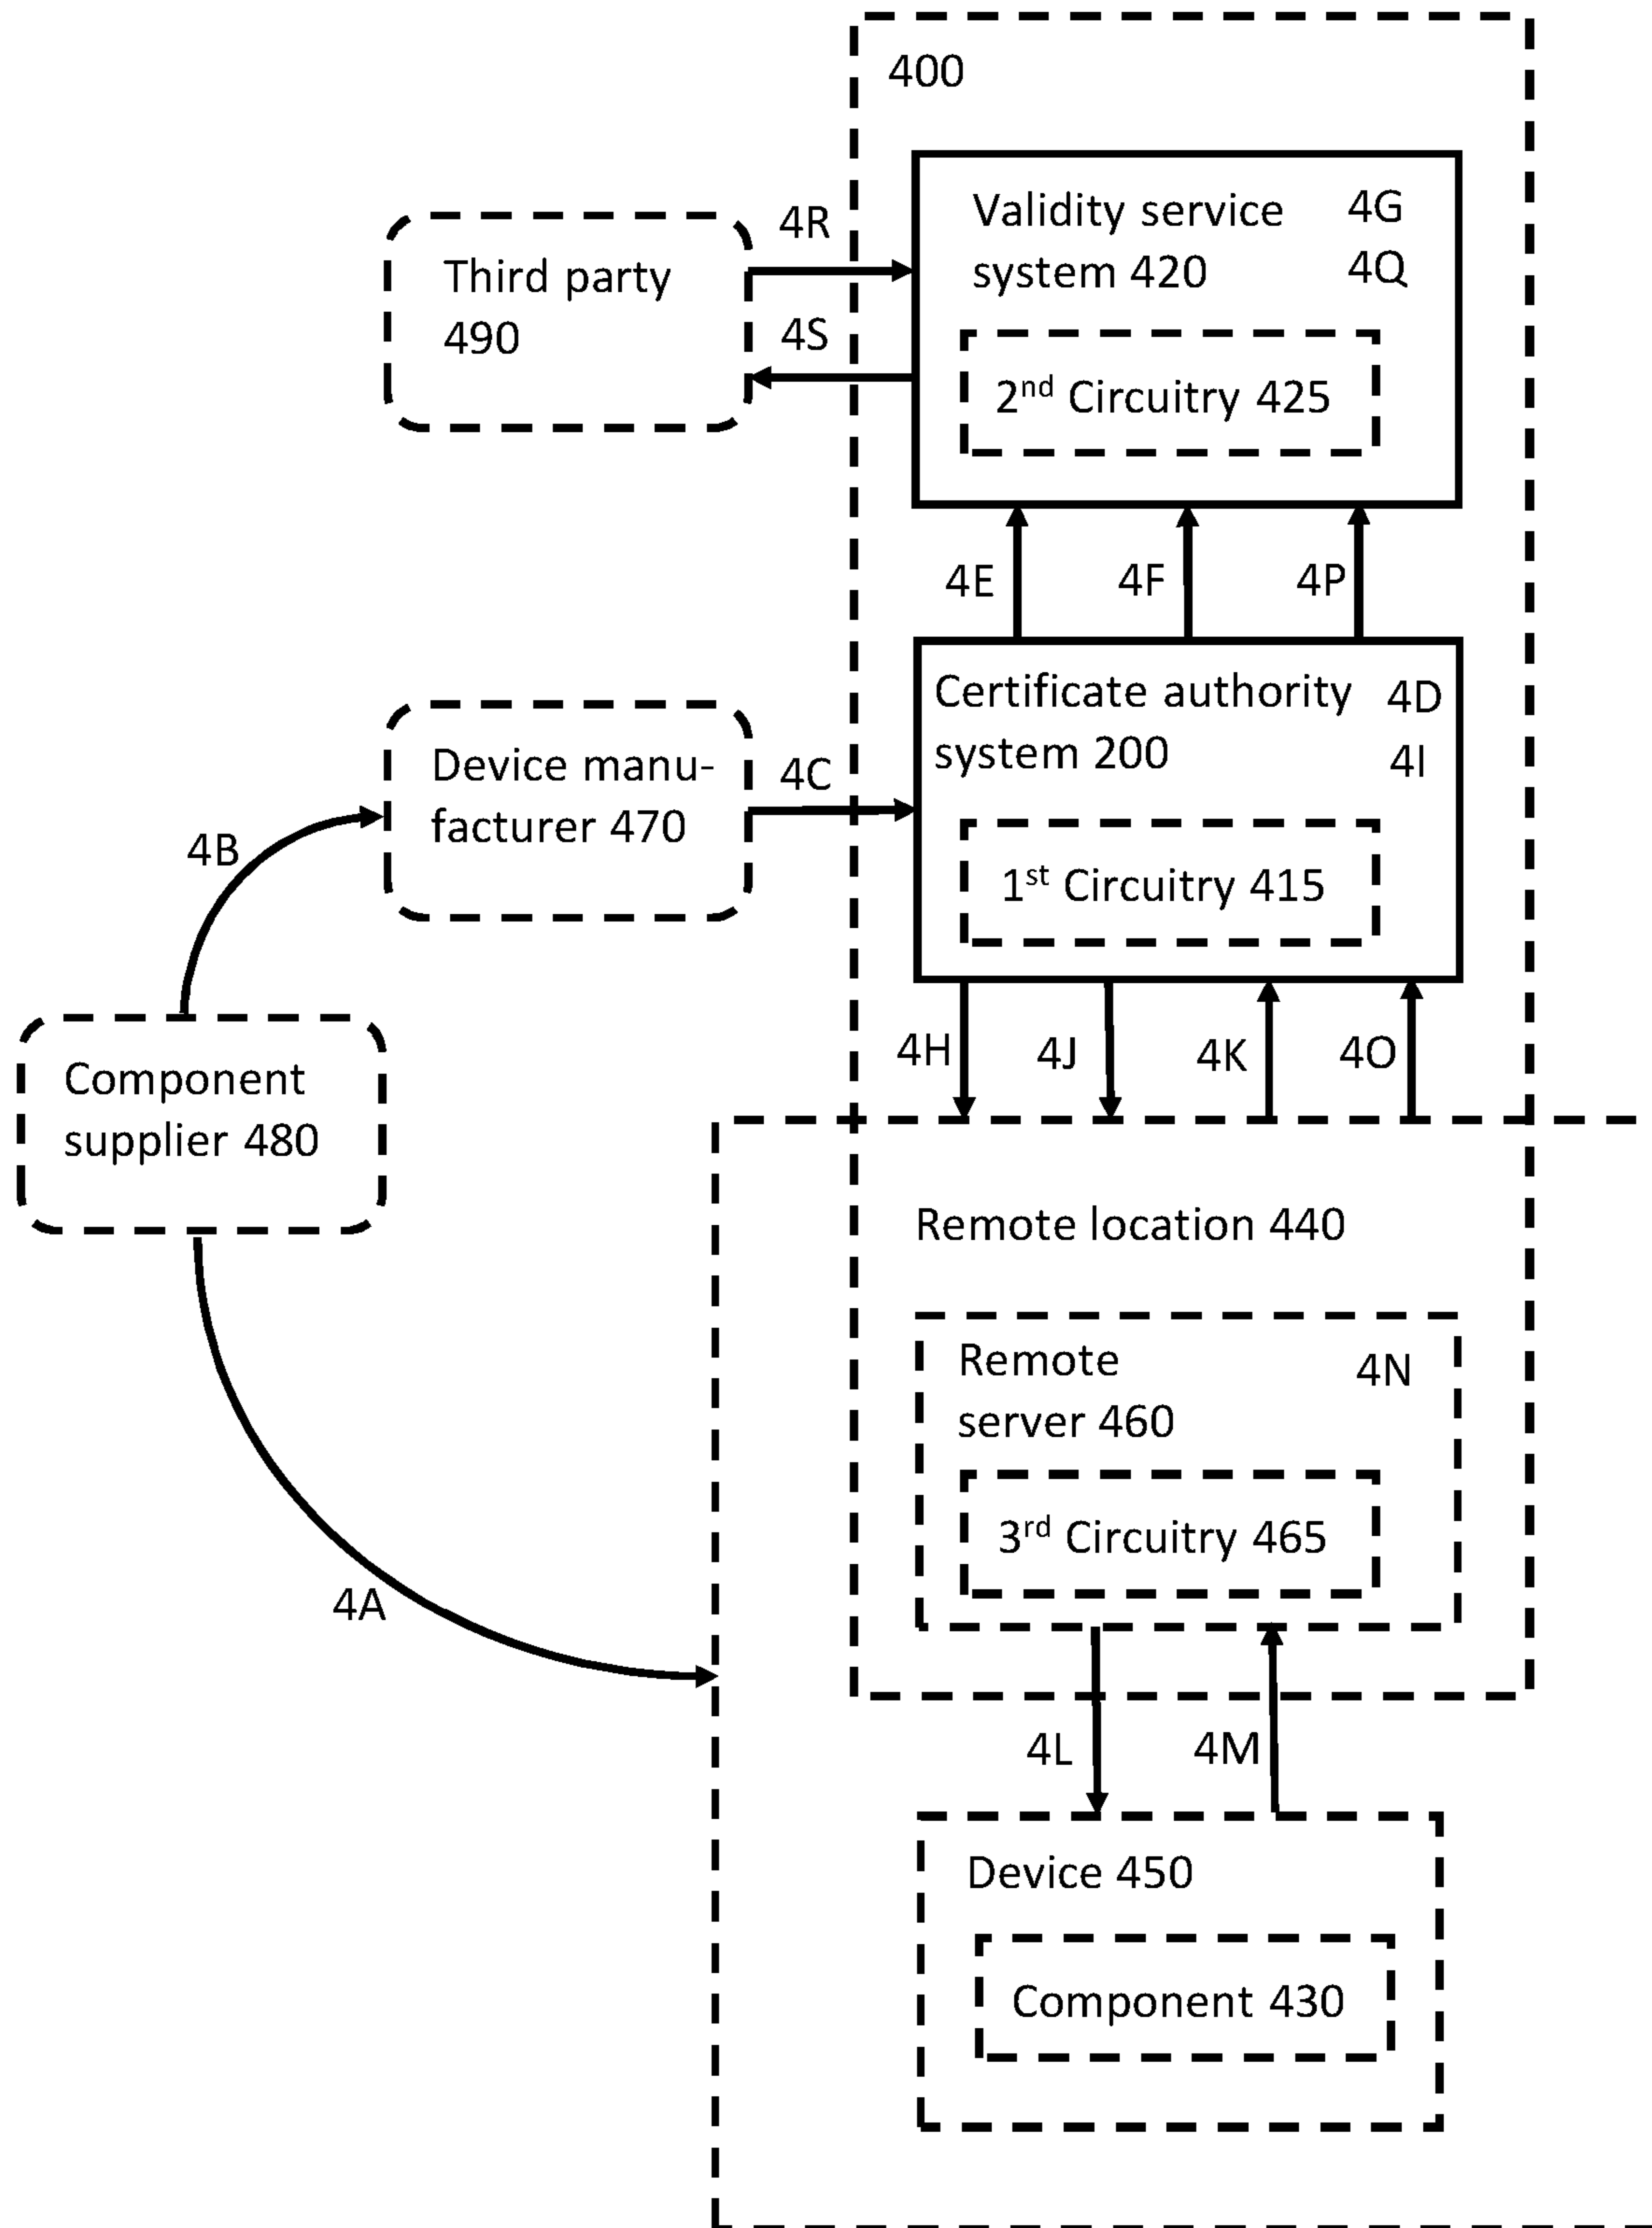 400
Validity service
system 420
4G
4Q
2nd Circuitry 425
4R
4S
Third party
490
4E
4F
4P
Certificate authority
system 200
4D
4I
1st Circuitry 415
Device manu-
facturer 470
4C
4B
4H
4J
4K
4O
Component
supplier 480
4A
Remote location 440
Remote
server 460
4N
3rd Circuitry 465
4L
4M
Device 450
Component 430